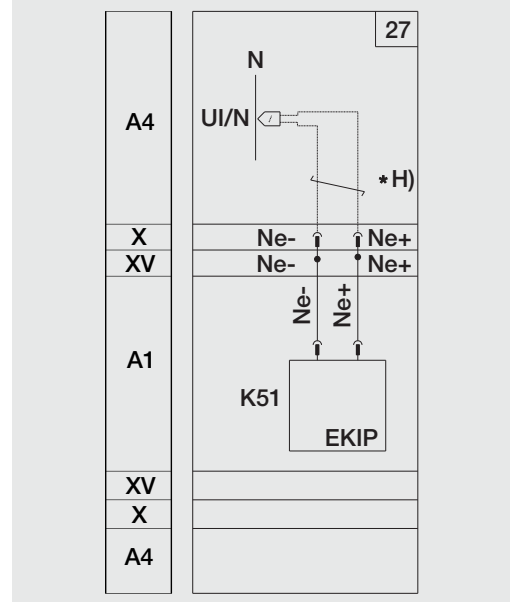 27
N
A4
UI/N
*H)
X
Ne-
Ne+
XV
Ne-
Ne+
Ne-
Ne+
A1
K51
EKIP
XV
X
A4